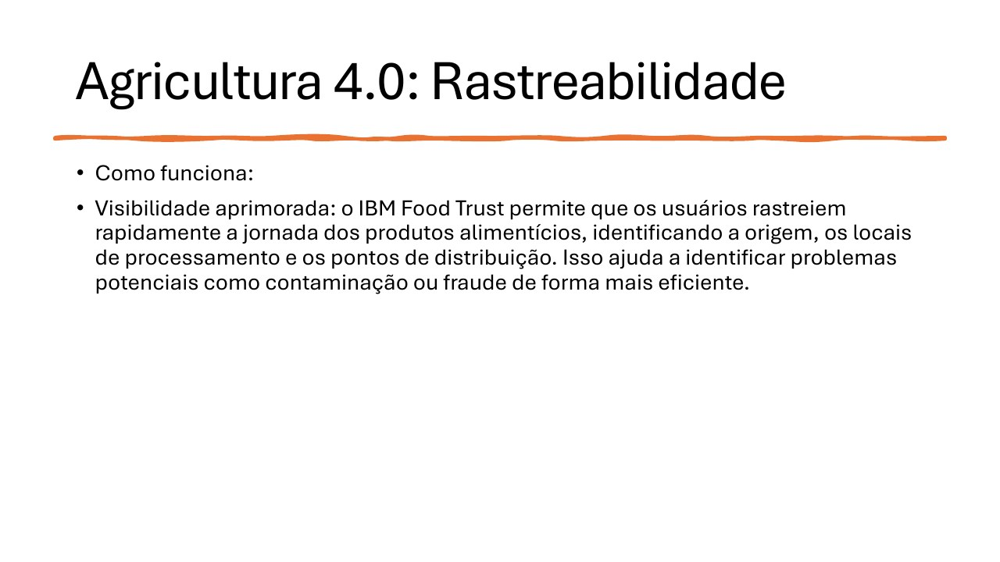 Agricultura 4.0: Rastreabilidade
• Como funciona:
• Visibilidade aprimorada: o IBM Food Trust permite que os usuários rastreiem
rapidamente a jornada dos produtos alimentícios, identificando a origem, os locais
de processamento e os pontos de distribuição. Isso ajuda a identificar problemas
potenciais como contaminação ou fraude de forma mais eficiente.